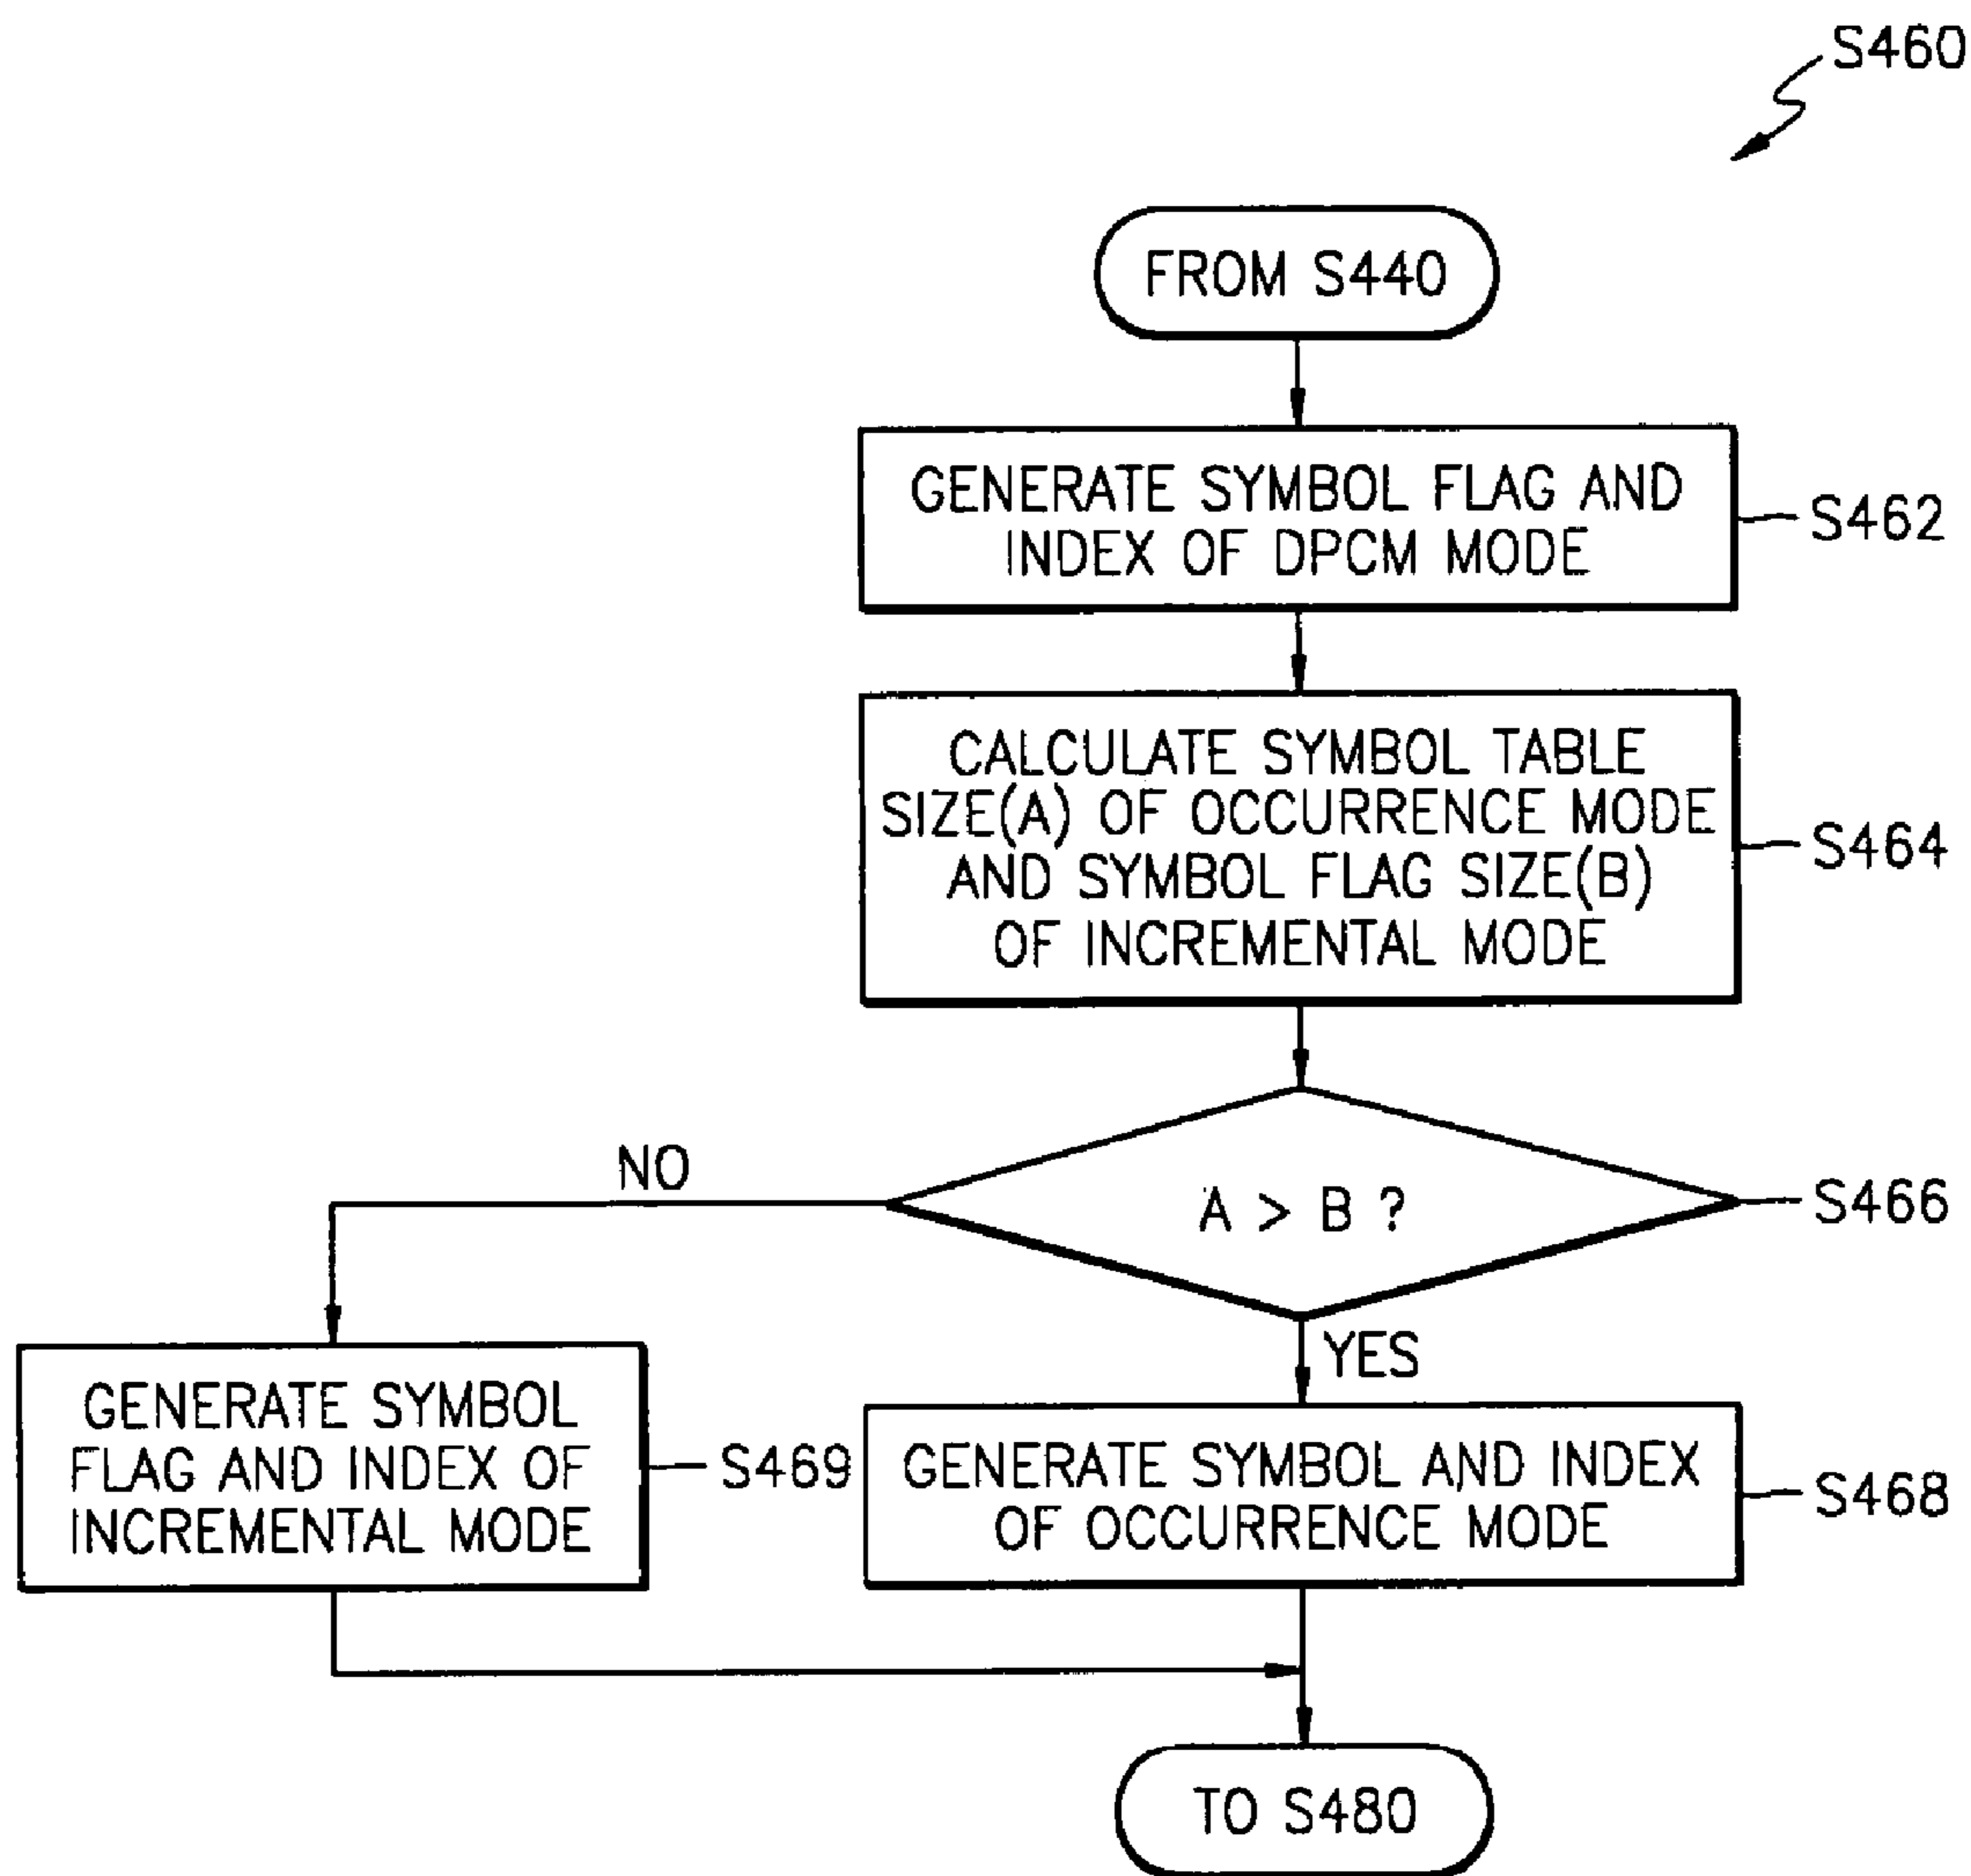 S460
FROM S440
GENERATE SYMBOL FLAG AND
INDEX OF DPCM MODE
S462
CALCULATE SYMBOL TABLE
SIZE(A) OF OCCURRENCE MODE
AND SYMBOL FLAG SIZE(B)
OF INCREMENTAL MODE
S464
A > B ?
S466
NO
YES
GENERATE SYMBOL
FLAG AND INDEX OF
INCREMENTAL MODE
S469
GENERATE SYMBOL AND INDEX
OF OCCURRENCE MODE
S468
TO S480